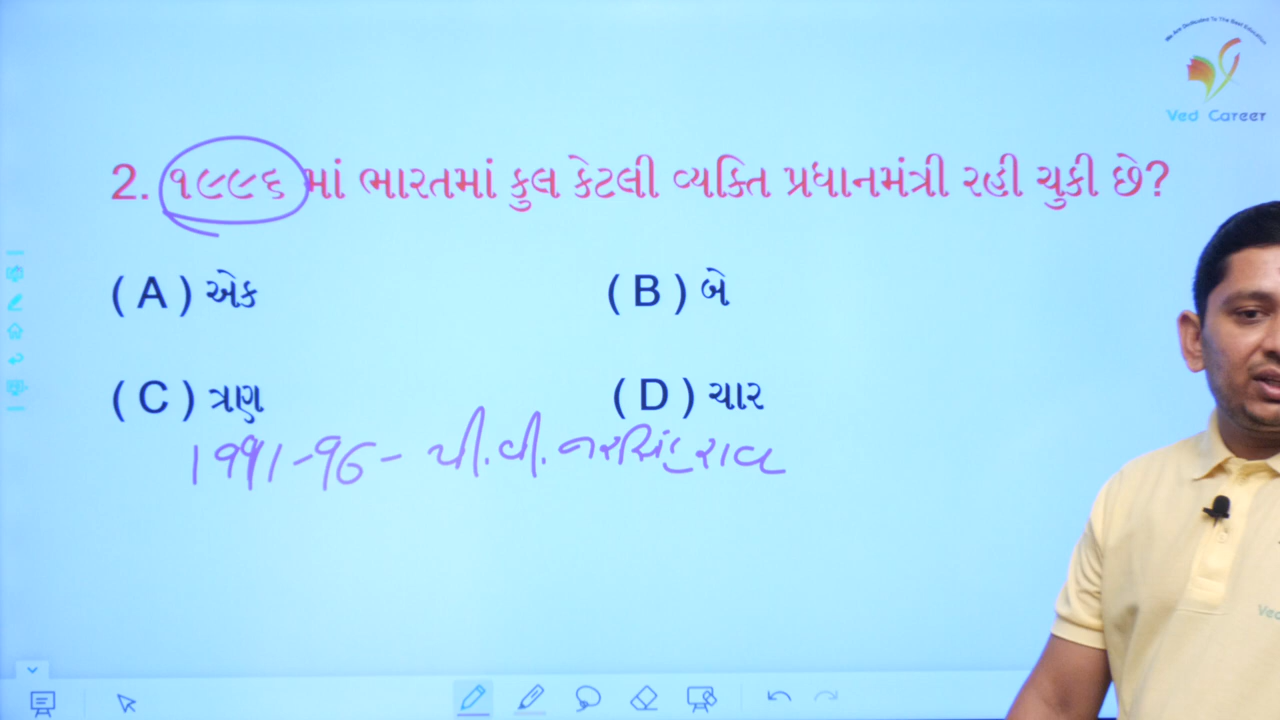 We Are Dedicated To The Best Education
Ved Career
2. ૧૯૯૬ માં ભારતમાં કુલ કેટલી વ્યક્તિ પ્રધાનમંત્રી રહી ચુકી છે?
( A ) એક
( B ) બે
( C ) ત્રણ
( D ) ચાર
1991-96 - પી.વી. નરસિંહ રાવ
Ved